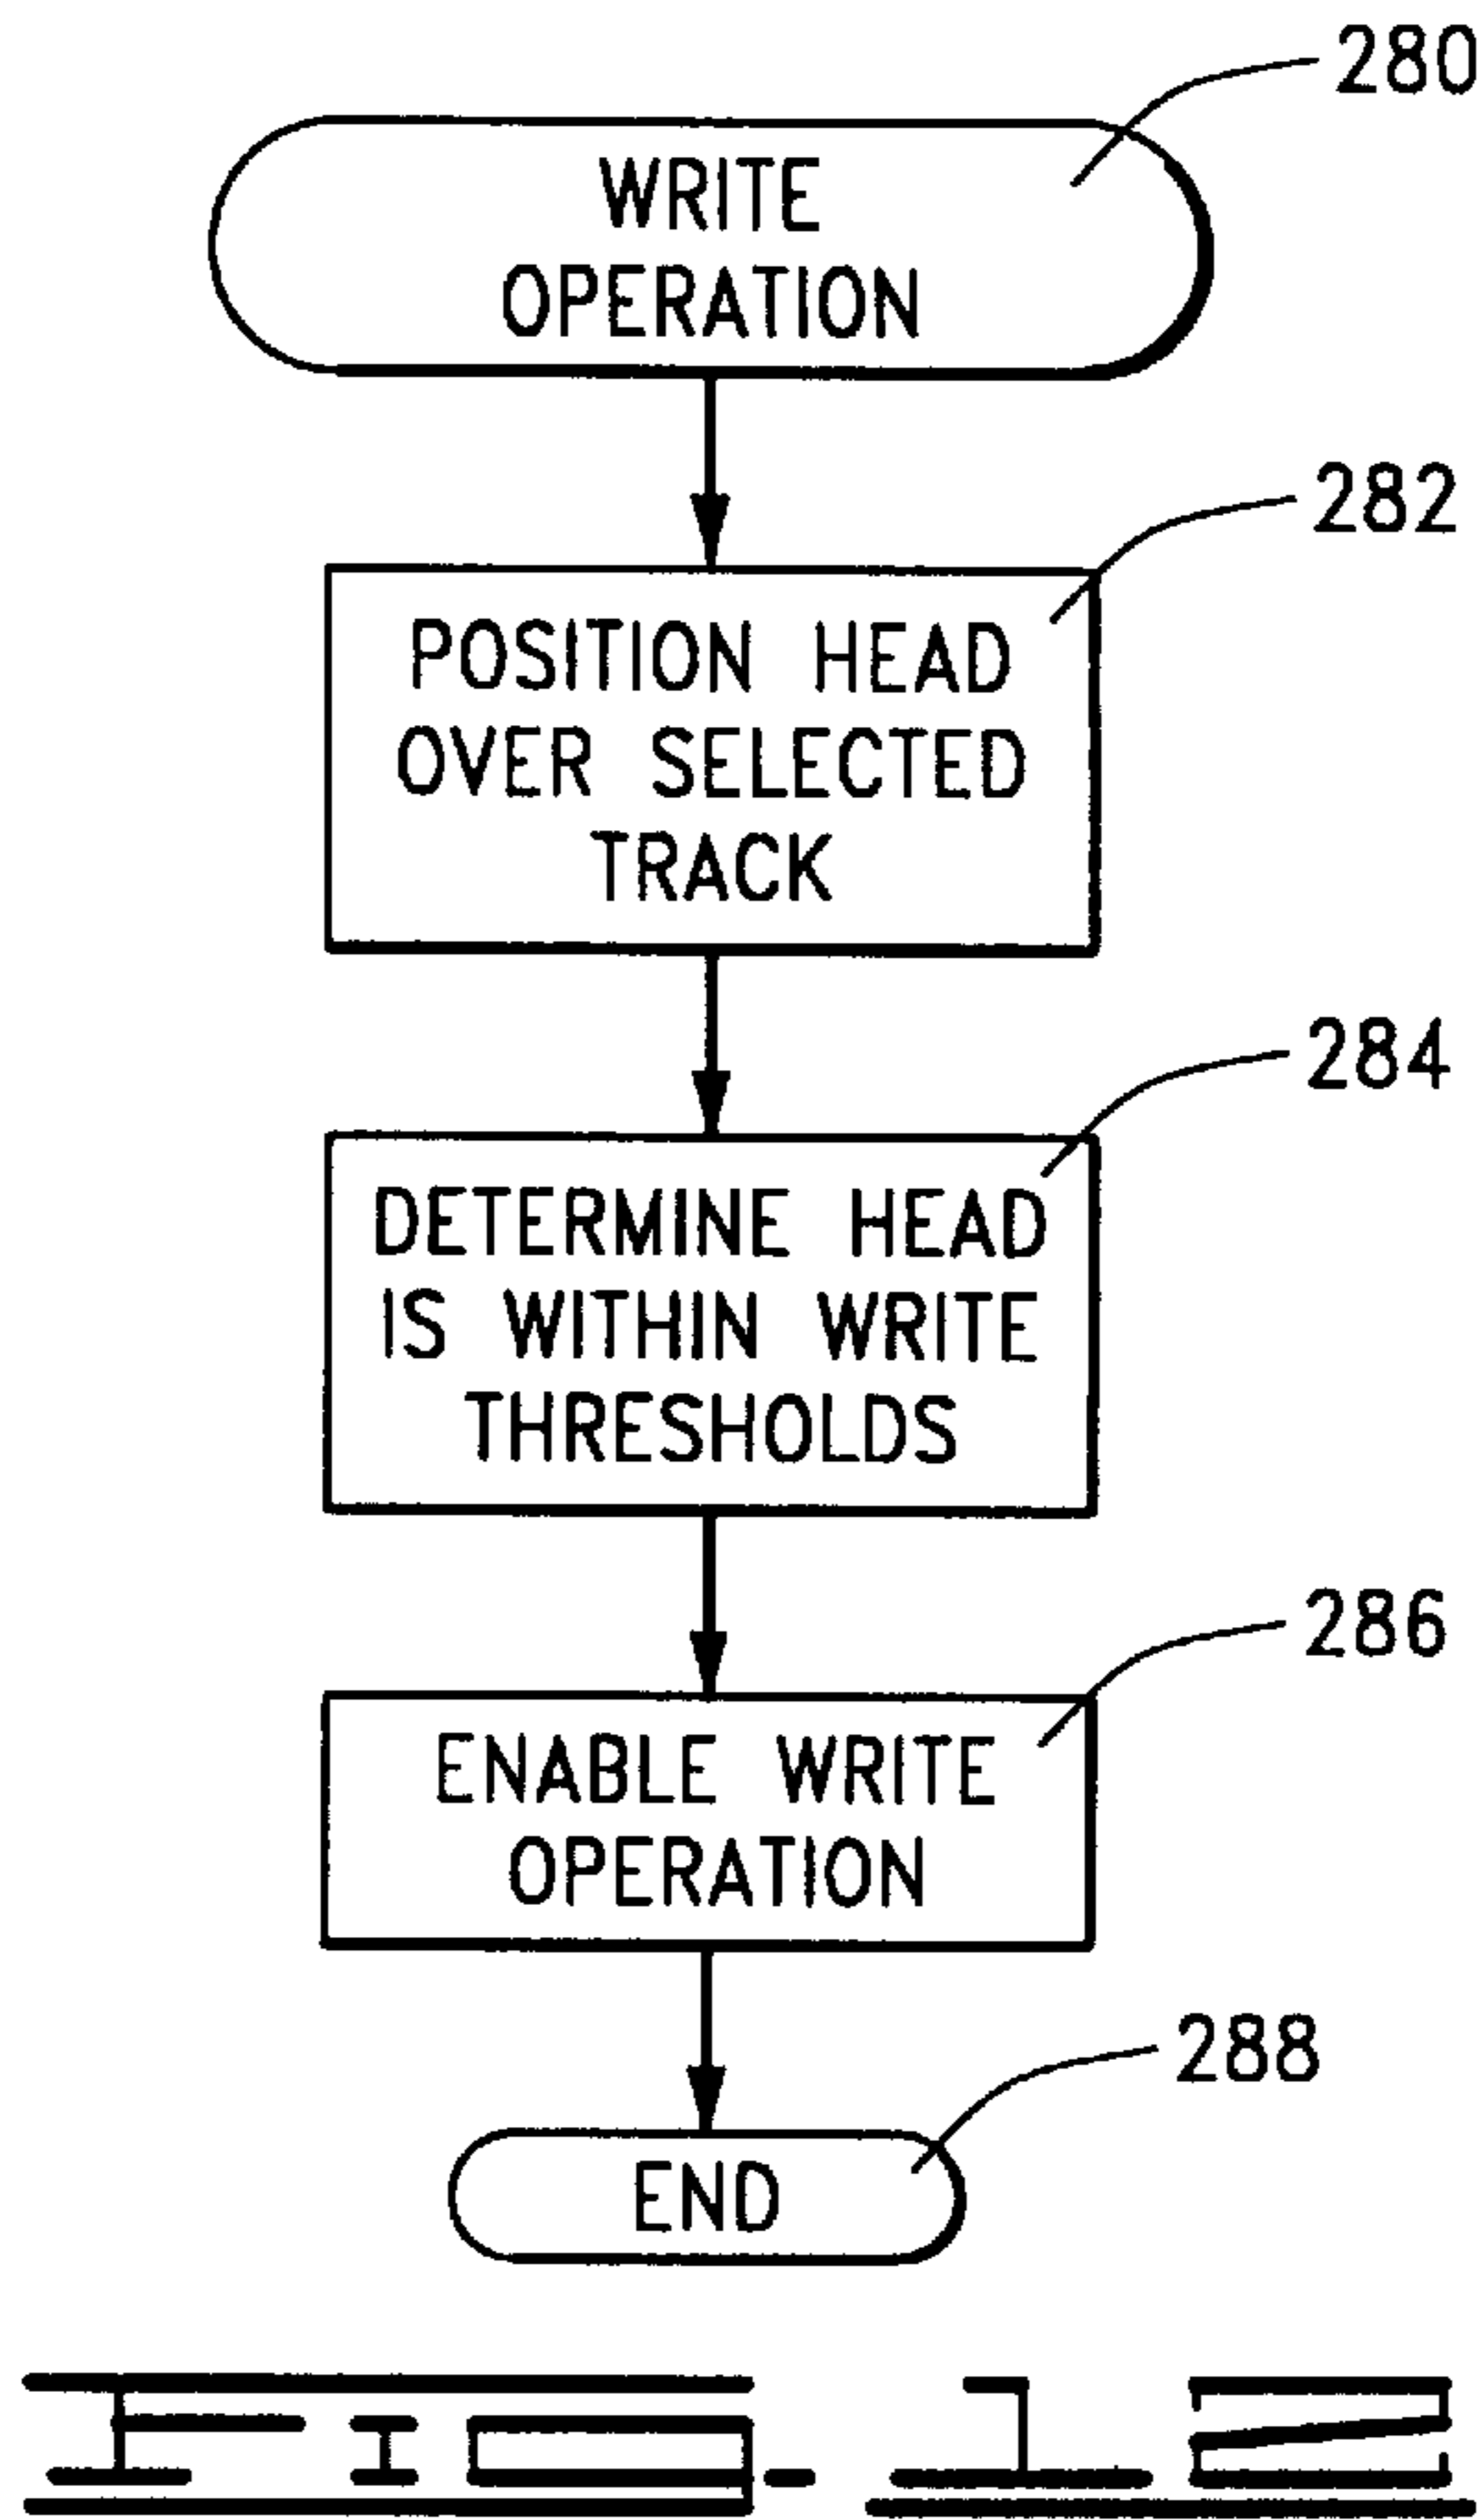 280
WRITE
OPERATION
282
POSITION HEAD
OVER SELECTED
TRACK
284
DETERMINE HEAD
IS WITHIN WRITE
THRESHOLDS
286
ENABLE WRITE
OPERATION
288
END
Fig. 12